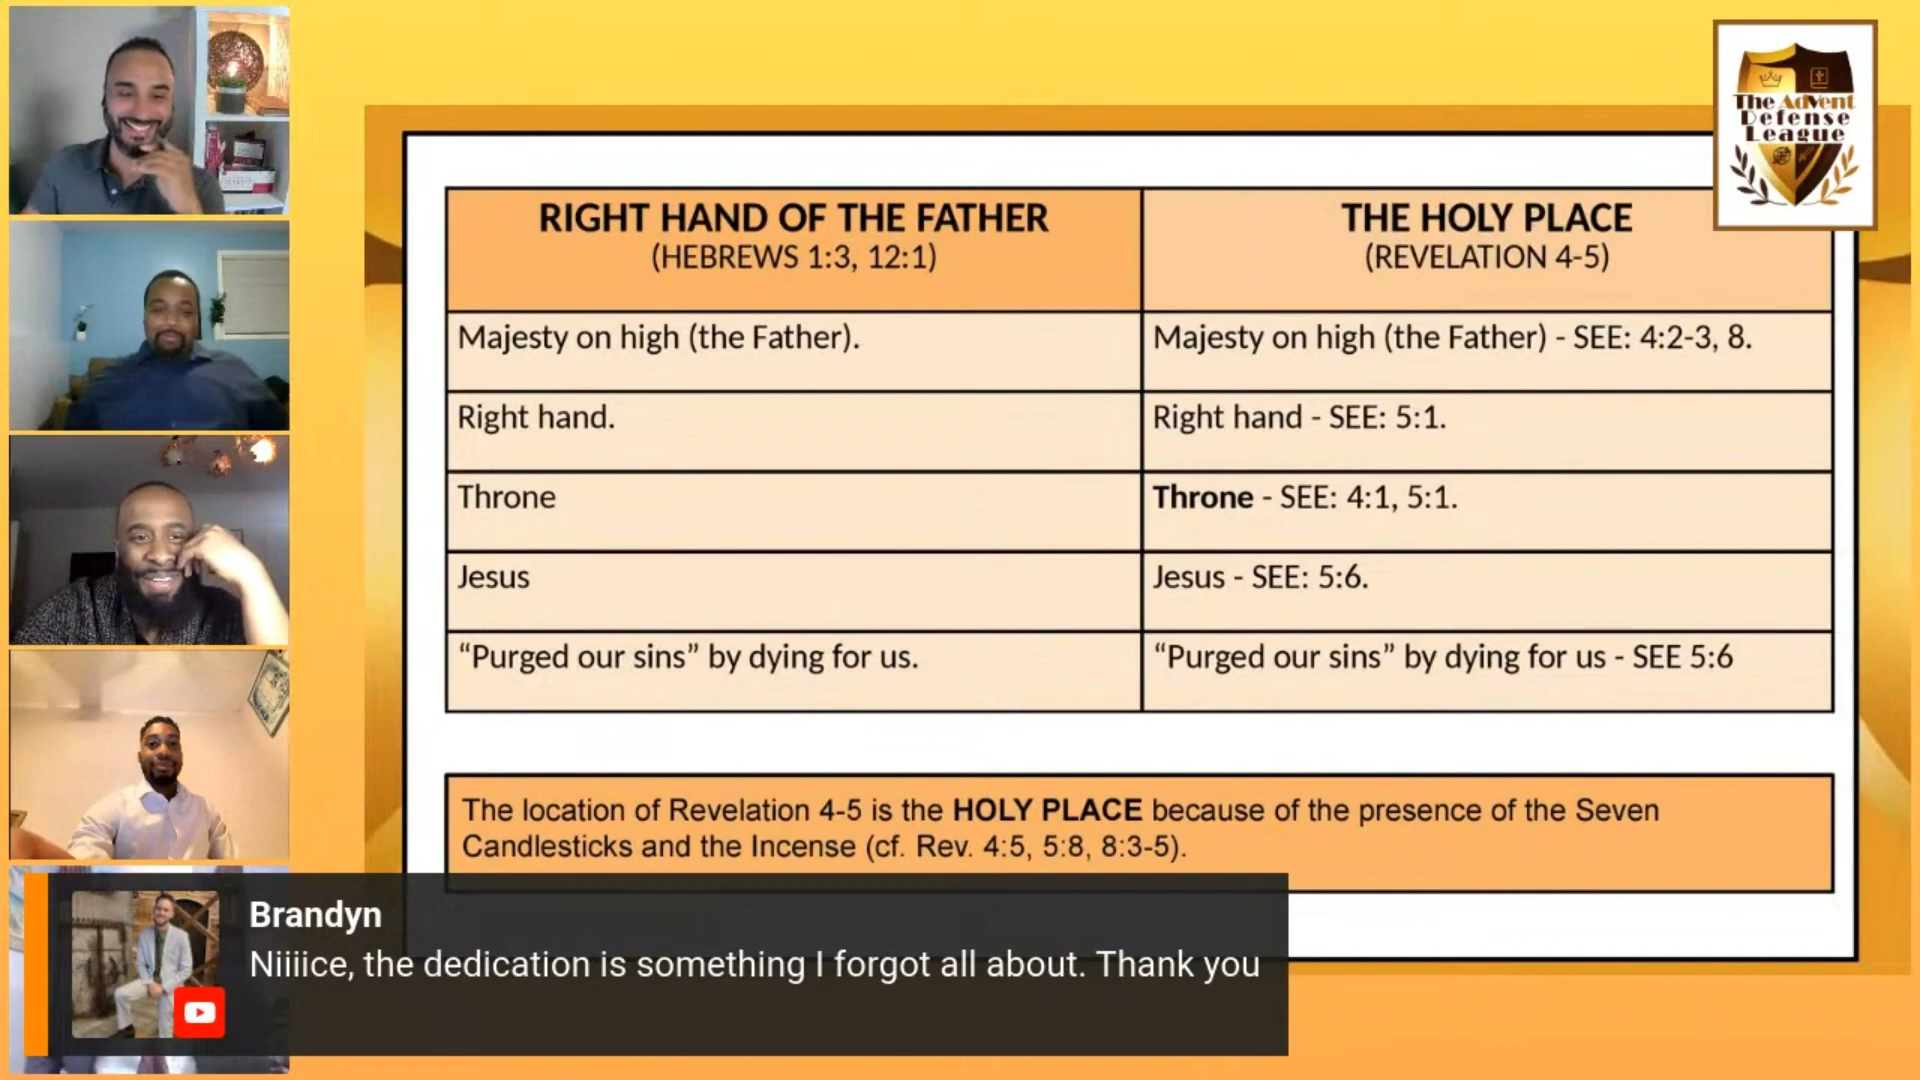 The Advent
Defense
League
RIGHT HAND OF THE FATHER
(HEBREWS 1:3, 12:1)
THE HOLY PLACE
(REVELATION 4-5)
Majesty on high (the Father).
Majesty on high (the Father) - SEE: 4:2-3, 8.
Right hand.
Right hand - SEE: 5:1.
Throne
Throne - SEE: 4:1, 5:1.
Jesus
Jesus - SEE: 5:6.
“Purged our sins” by dying for us.
“Purged our sins” by dying for us - SEE 5:6
The location of Revelation 4-5 is the HOLY PLACE because of the presence of the Seven
Candlesticks and the Incense (cf. Rev. 4:5, 5:8, 8:3-5).
Brandyn
Niiiice, the dedication is something I forgot all about. Thank you